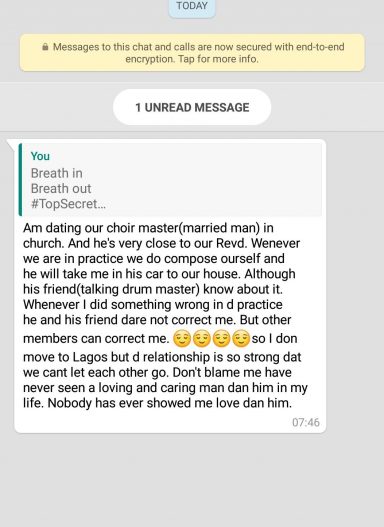 TODAY
🔒 Messages to this chat and calls are now secured with end-to-end
encryption. Tap for more info.
1 UNREAD MESSAGE
You
Breath in
Breath out
#TopSecret...
Am dating our choir master(married man) in
church. And he's very close to our Revd. Wenever
we are in practice we do compose ourself and
he will take me in his car to our house. Although
his friend(talking drum master) know about it.
Whenever I did something wrong in d practice
he and his friend dare not correct me. But other
members can correct me. 😌😌😌😌so I don
move to Lagos but d relationship is so strong dat
we cant let each other go. Don't blame me have
never seen a loving and caring man dan him in my
life. Nobody has ever showed me love dan him.
07:46